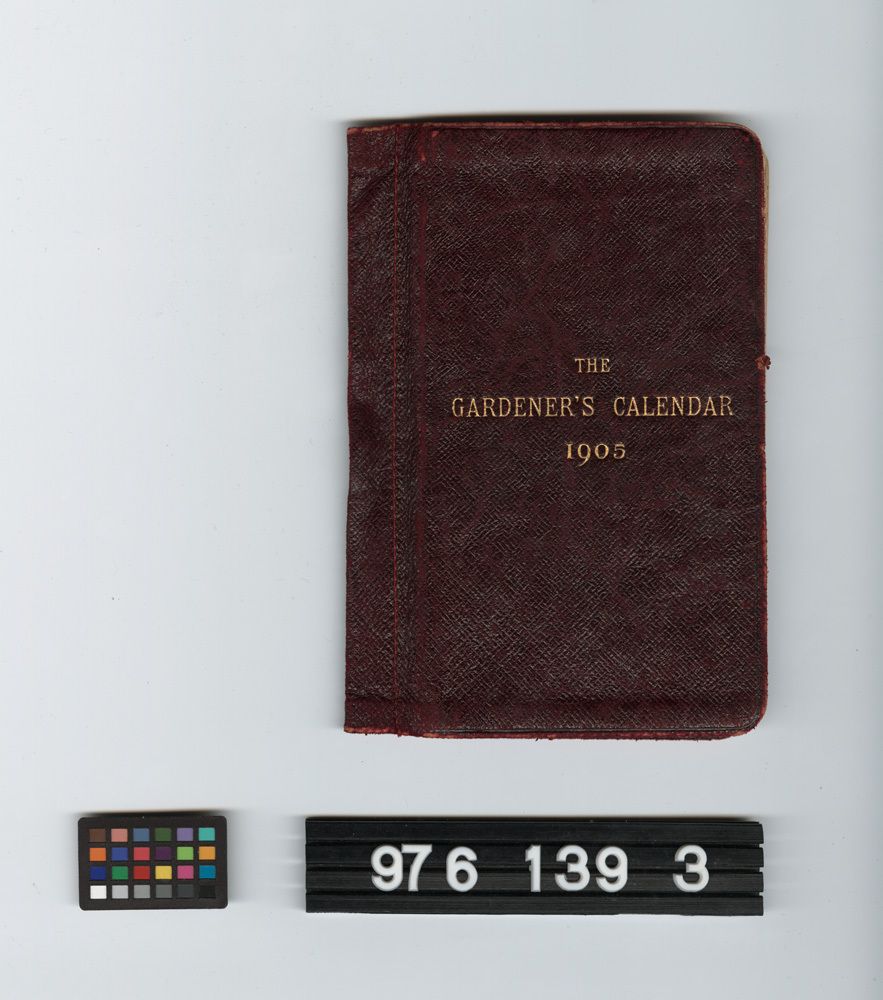 THE
GARDENER'S CALENDAR
1905
976 139 3